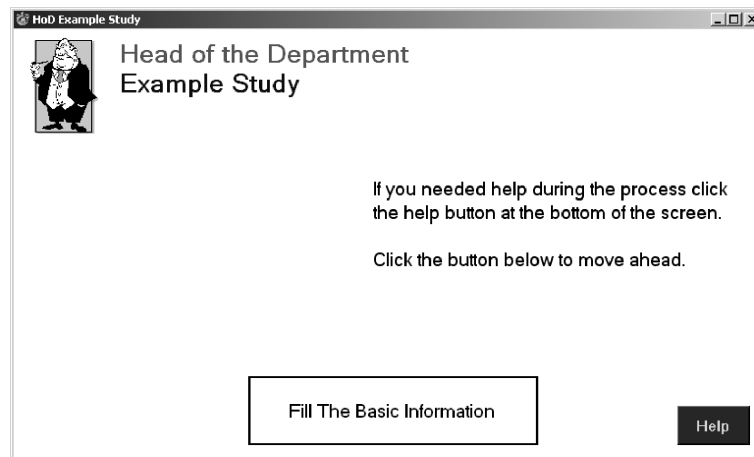 HoD Example Study
Head of the Department
Example Study
If you needed help during the process click
the help button at the bottom of the screen.
Click the button below to move ahead.
Fill The Basic Information
Help